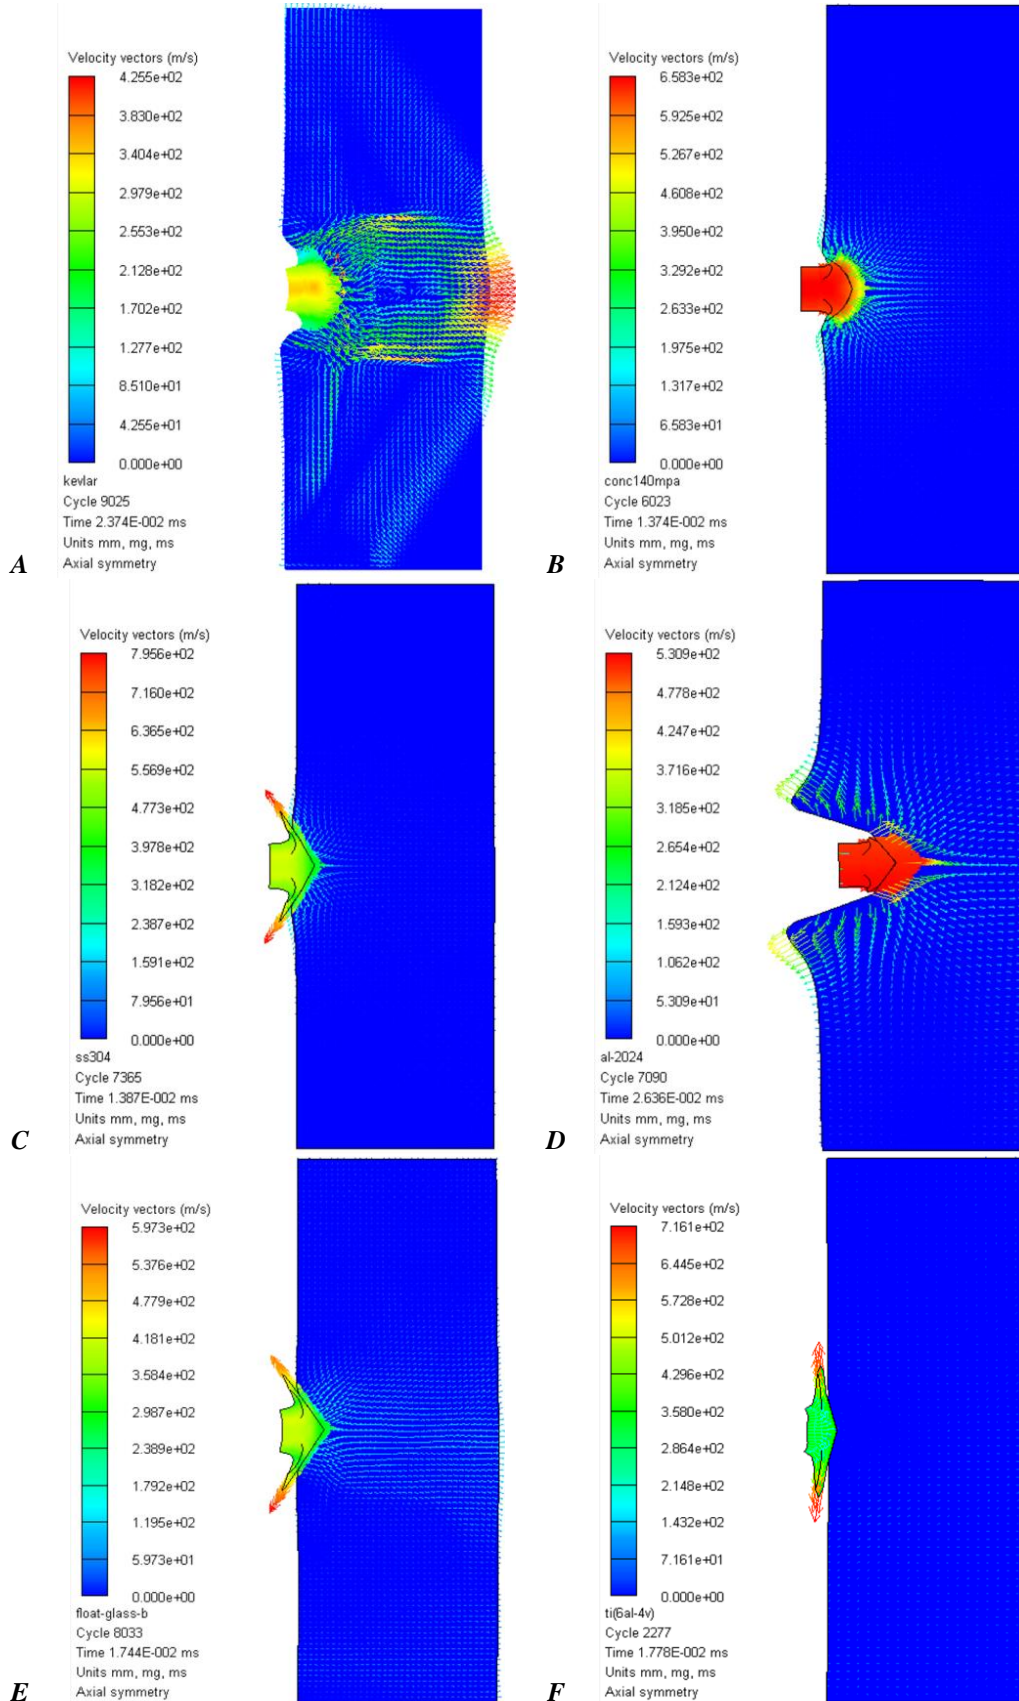 Velocity vectors (m/s)
4.255e+02
3.830e+02
3.404e+02
2.979e+02
2.553e+02
2.128e+02
1.702e+02
1.277e+02
8.510e+01
4.255e+01
0.000e+00
kevlar
Cycle 9025
Time 2.374E-002 ms
Units mm, mg, ms
Axial symmetry
A
Velocity vectors (m/s)
6.583e+02
5.925e+02
5.267e+02
4.608e+02
3.950e+02
3.292e+02
2.633e+02
1.975e+02
1.317e+02
6.583e+01
0.000e+00
conc140mpa
Cycle 6023
Time 1.374E-002 ms
Units mm, mg, ms
Axial symmetry
B
Velocity vectors (m/s)
7.956e+02
7.160e+02
6.365e+02
5.569e+02
4.773e+02
3.978e+02
3.182e+02
2.387e+02
1.591e+02
7.956e+01
0.000e+00
ss304
Cycle 7365
Time 1.387E-002 ms
Units mm, mg, ms
Axial symmetry
C
Velocity vectors (m/s)
5.309e+02
4.778e+02
4.247e+02
3.716e+02
3.185e+02
2.654e+02
2.124e+02
1.593e+02
1.062e+02
5.309e+01
0.000e+00
al-2024
Cycle 7090
Time 2.636E-002 ms
Units mm, mg, ms
Axial symmetry
D
Velocity vectors (m/s)
5.973e+02
5.376e+02
4.779e+02
4.181e+02
3.584e+02
2.987e+02
2.389e+02
1.792e+02
1.195e+02
5.973e+01
0.000e+00
float-glass-b
Cycle 8033
Time 1.744E-002 ms
Units mm, mg, ms
Axial symmetry
E
Velocity vectors (m/s)
7.161e+02
6.445e+02
5.728e+02
5.012e+02
4.296e+02
3.580e+02
2.864e+02
2.148e+02
1.432e+02
7.161e+01
0.000e+00
ti(6al-4v)
Cycle 2277
Time 1.778E-002 ms
Units mm, mg, ms
Axial symmetry
F